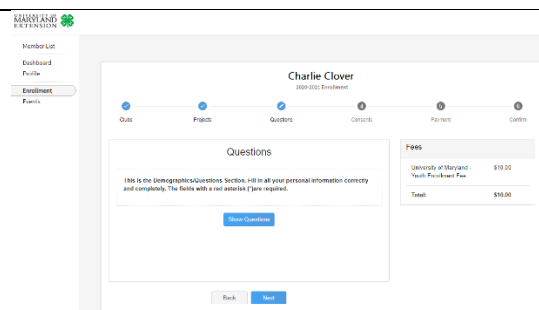 UNIVERSITY OF
MARYLAND
EXTENSION
Member List
Dashboard
Profile
Enrollment
Events
Charlie Clover
2020-2021 Enrollment
4
5
6
Clubs
Projects
Questions
Consents
Payment
Confirm
Questions
This is the Demographics/Questions Section. Fill in all your personal information correctly
and completely. The fields with a red asterisk (*)are required.
Show Questions
Back
Next
Fees
University of Maryland -
Youth Enrollment Fee
$10.00
Total:
$10.00